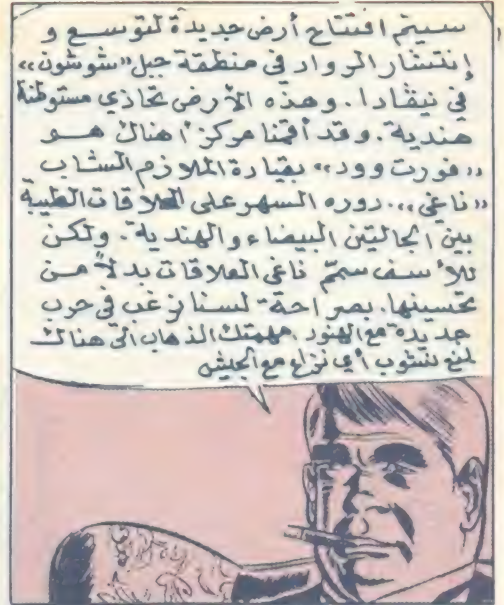 سيتم افتتاح أرض جديدة لتوسع و
إنتشار الرواد في منطقة جبل "شوشون"
في نيڤادا. وهذه الأرض تحاذي مستوطنة
هندية. وقد أقمنا مركزا هناك هو
"فورت وود" بقيادة الملازم الشاب
"ناغي". دوره السهر على العلاقات الطيبة
بين الجاليتين البيضاء والهندية. ولكن
للأسف سمّم ناغي العلاقات بدلاً من
تحسينها. بصراحة لسنا نرغب في حرب
جديدة مع الهنود. مهمتك الذهاب الى هناك
لمنع نشوب أي نزاع مع الجيش